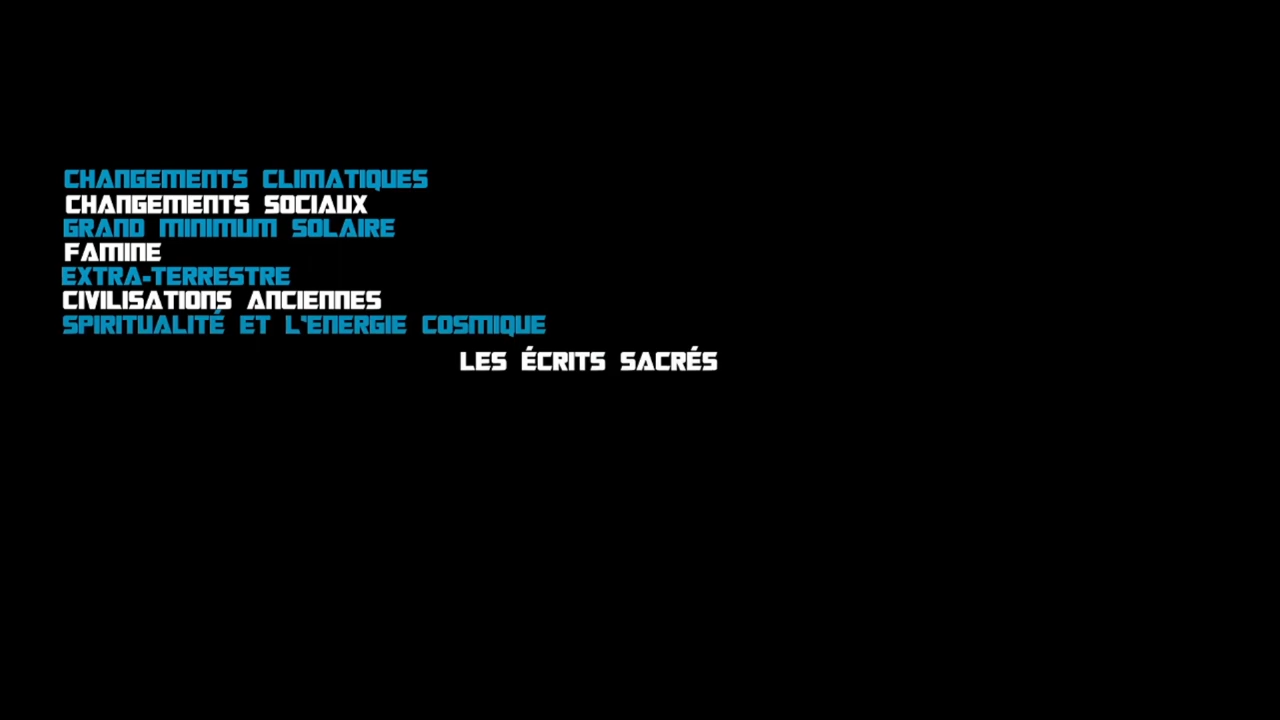 CHANGEMENTS CLIMATIQUES
CHANGEMENTS SOCIAUX
GRAND MINIMUM SOLAIRE
FAMINE
EXTRA-TERRESTRE
CIVILISATIONS ANCIENNES
SPIRITUALITÉ ET L'ENERGIE COSMIQUE
LES ÉCRITS SACRÉS